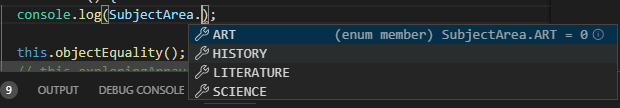 console.log(SubjectArea.);
ART (enum member) SubjectArea.ART = 0
this.objectEquality();
HISTORY
LITERATURE
SCIENCE
9 OUTPUT DEBUG CONSOLE